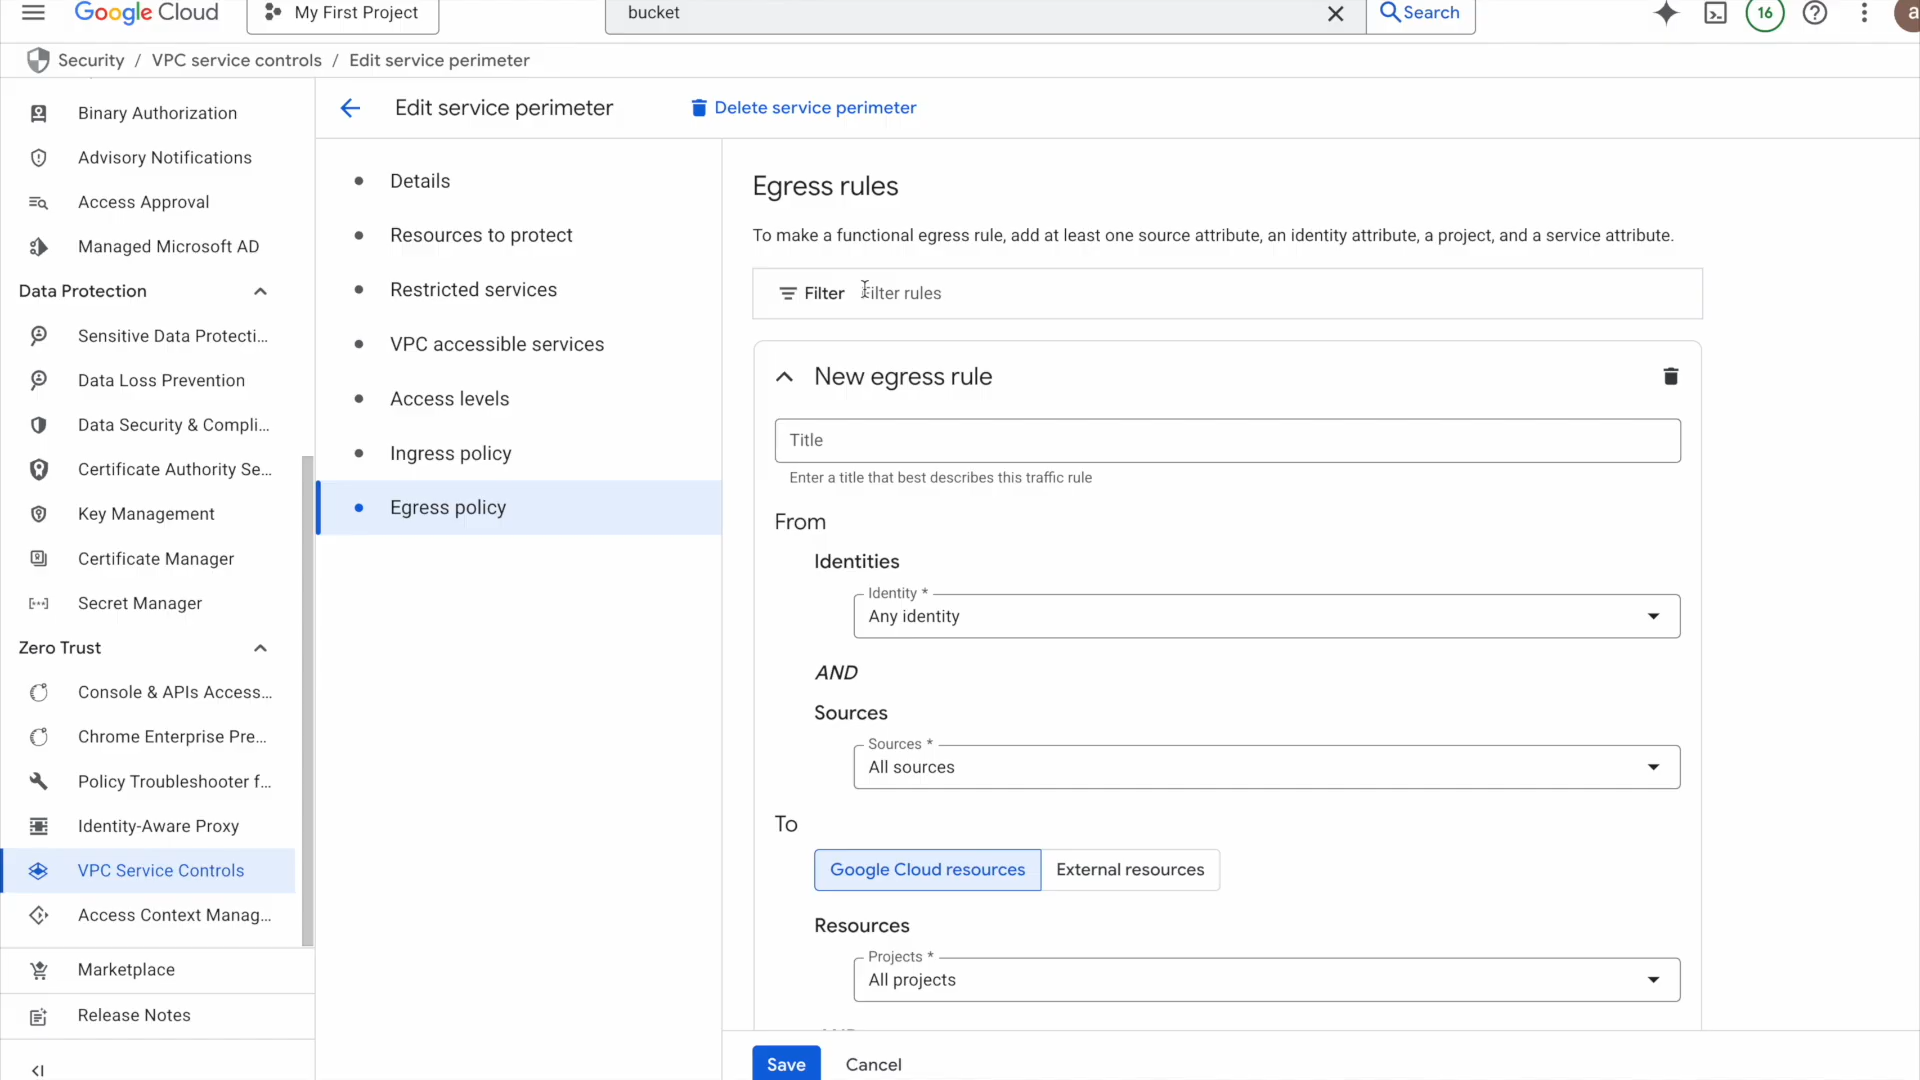 Google Cloud
My First Project
bucket
Search
16
a
Security / VPC service controls / Edit service perimeter
Binary Authorization
Advisory Notifications
Access Approval
Managed Microsoft AD
Data Protection
Sensitive Data Protecti...
Data Loss Prevention
Data Security & Compli...
Certificate Authority Se...
Key Management
Certificate Manager
Secret Manager
Zero Trust
Console & APIs Access...
Chrome Enterprise Pre...
Policy Troubleshooter f...
Identity-Aware Proxy
VPC Service Controls
Access Context Manag...
Marketplace
Release Notes
Edit service perimeter
Delete service perimeter
Details
Resources to protect
Restricted services
VPC accessible services
Access levels
Ingress policy
Egress policy
Egress rules
To make a functional egress rule, add at least one source attribute, an identity attribute, a project, and a service attribute.
Filter Filter rules
New egress rule
Title
Enter a title that best describes this traffic rule
From
Identities
Identity *
Any identity
AND
Sources
Sources *
All sources
To
Google Cloud resources
External resources
Resources
Projects *
All projects
Save
Cancel